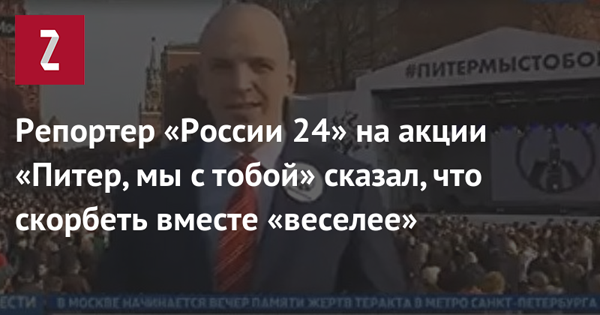 Z
#ПИТЕРМЫСТОБО
Репортер «России 24» на акции
«Питер, мы с тобой» сказал, что
скорбеть вместе «веселее»
ЕСТИ
В МОСКВЕ НАЧИНАЕТСЯ ВЕЧЕР ПАМЯТИ ЖЕРТВ ТЕРАКТА В МЕТРО САНКТ-ПЕТЕРБУРГА